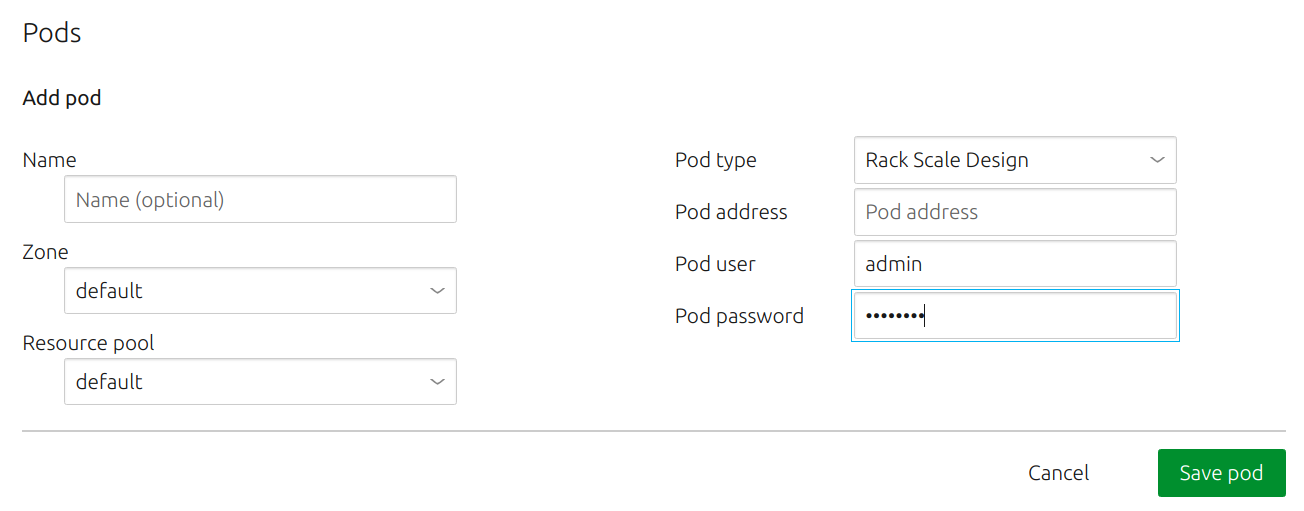 Pods
Add pod
Name
Name (optional)
Zone
default
Resource pool
default
Pod type
Rack Scale Design
Pod address
Pod address
Pod user
admin
Pod password
••••••••
Cancel
Save pod